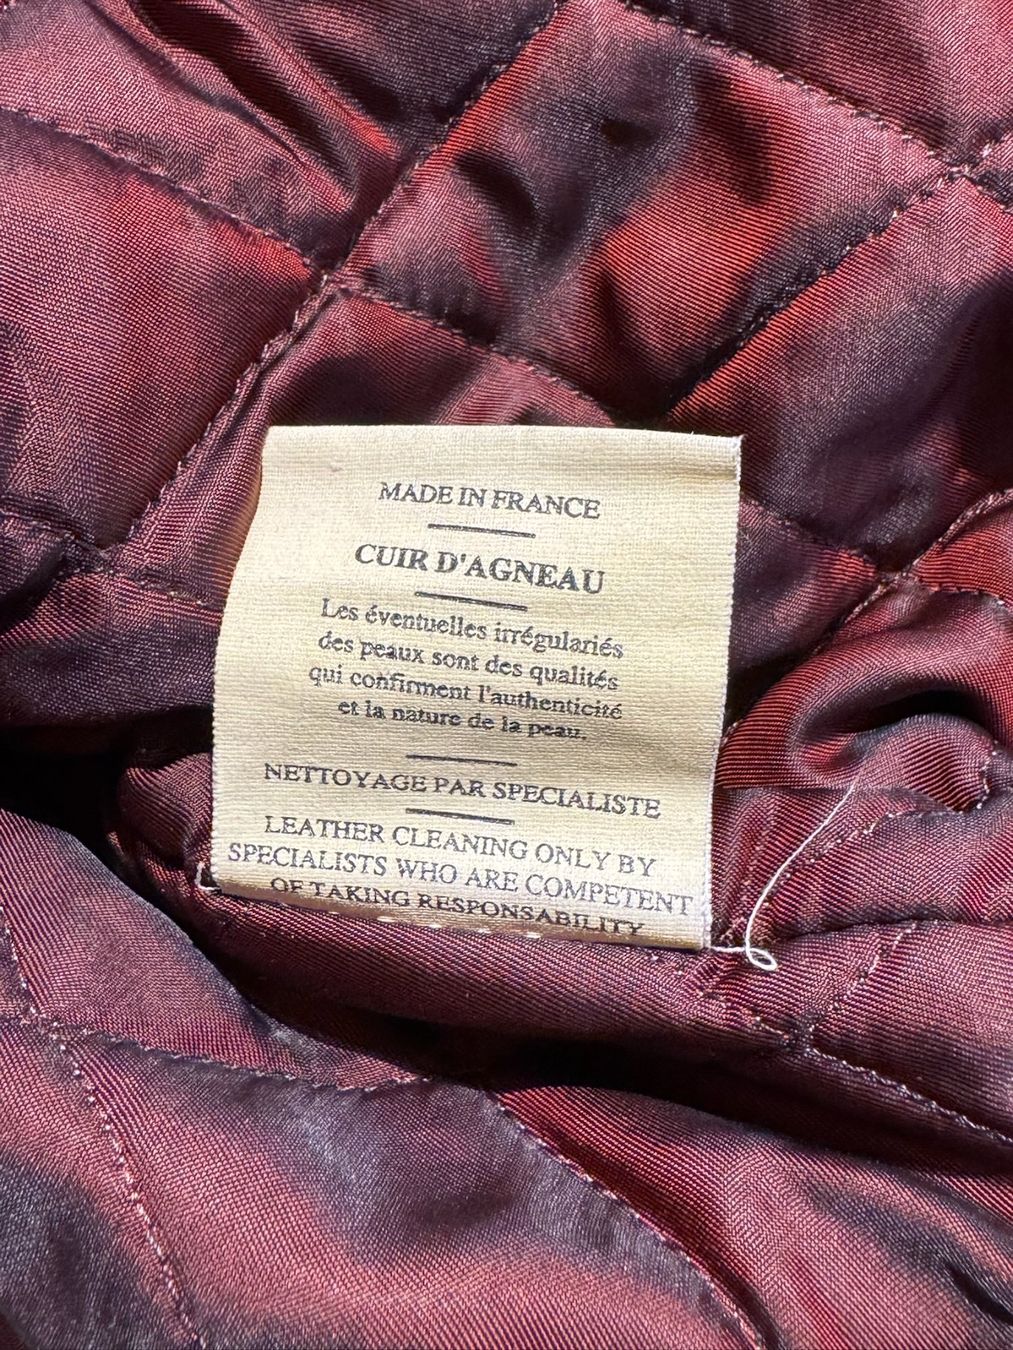 MADE IN FRANCE
CUIR D'AGNEAU
Les éventuelles irrégulariés
des peaux sont des qualités
qui confirment l'authenticité
et la nature de la peau.
NETTOYAGE PAR SPECIALISTE
LEATHER CLEANING ONLY BY
SPECIALISTS WHO ARE COMPETENT
OF TAKING RESPONSABILITY